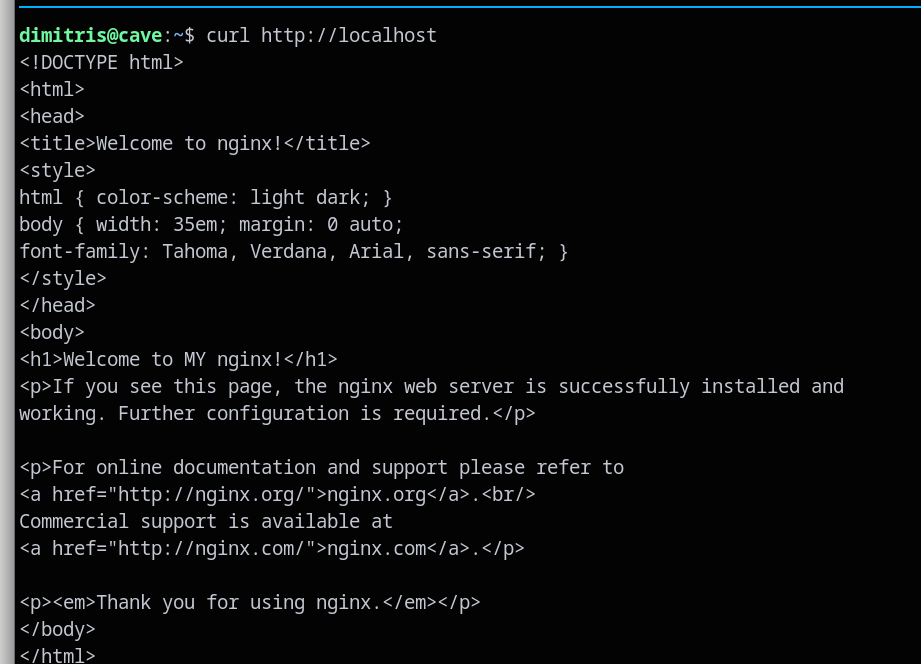 dimitris@cave:~$ curl http://localhost
<!DOCTYPE html>
<html>
<head>
<title>Welcome to nginx!</title>
<style>
html { color-scheme: light dark; }
body { width: 35em; margin: 0 auto;
font-family: Tahoma, Verdana, Arial, sans-serif; }
</style>
</head>
<body>
<h1>Welcome to MY nginx!</h1>
<p>If you see this page, the nginx web server is successfully installed and
working. Further configuration is required.</p>

<p>For online documentation and support please refer to
<a href="http://nginx.org/">nginx.org</a>.<br/>
Commercial support is available at
<a href="http://nginx.com/">nginx.com</a>.</p>

<p><em>Thank you for using nginx.</em></p>
</body>
</html>